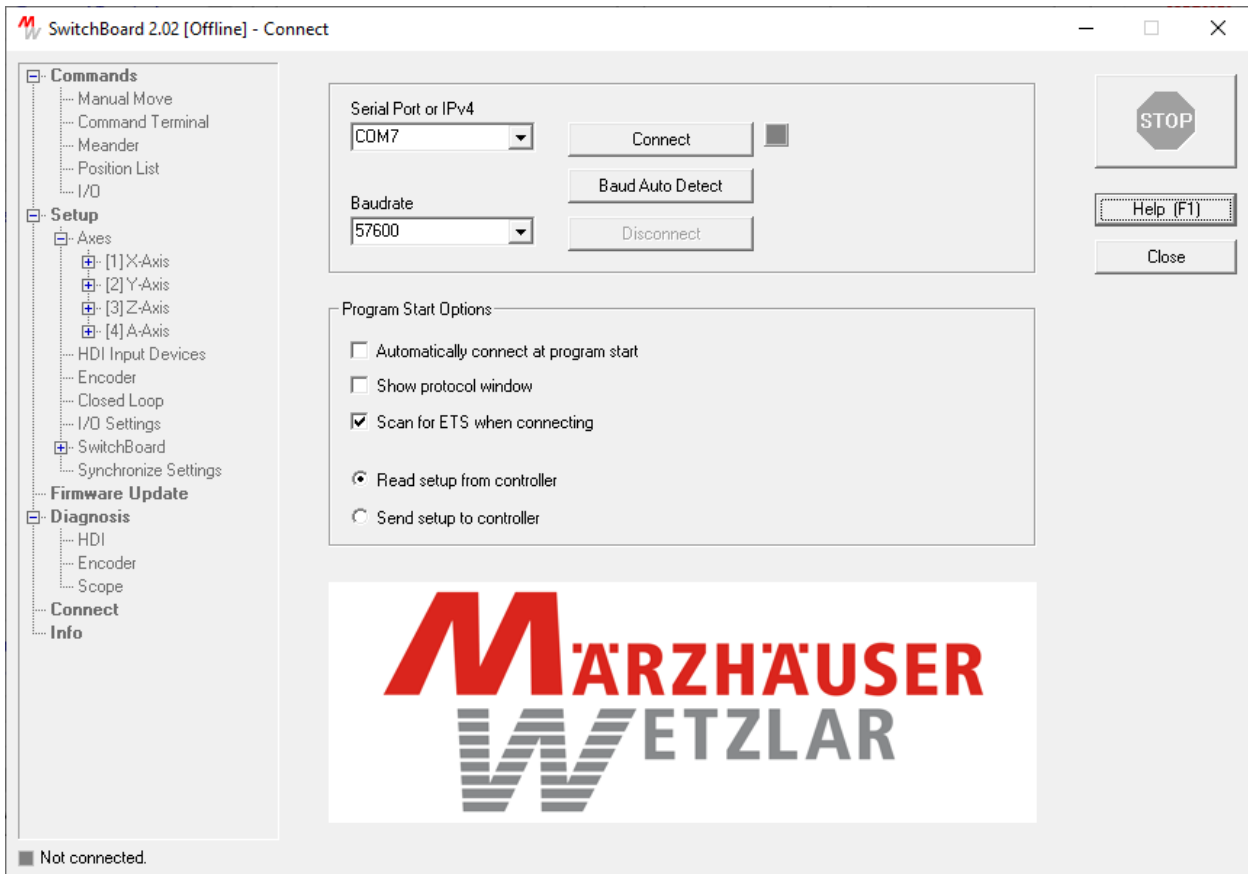 SwitchBoard 2.02 [Offline] - Connect
Commands
Manual Move
Command Terminal
Meander
Position List
I/O
Setup
Axes
[1] X-Axis
[2] Y-Axis
[3] Z-Axis
[4] A-Axis
HDI Input Devices
Encoder
Closed Loop
I/O Settings
SwitchBoard
Synchronize Settings
Firmware Update
Diagnosis
HDI
Encoder
Scope
Connect
Info
Serial Port or IPv4
COM7
Connect
Baud Auto Detect
Baudrate
57600
Disconnect
Program Start Options
Automatically connect at program start
Show protocol window
Scan for ETS when connecting
Read setup from controller
Send setup to controller
MÄRZHÄUSER
WETZLAR
STOP
Help (F1)
Close
Not connected.